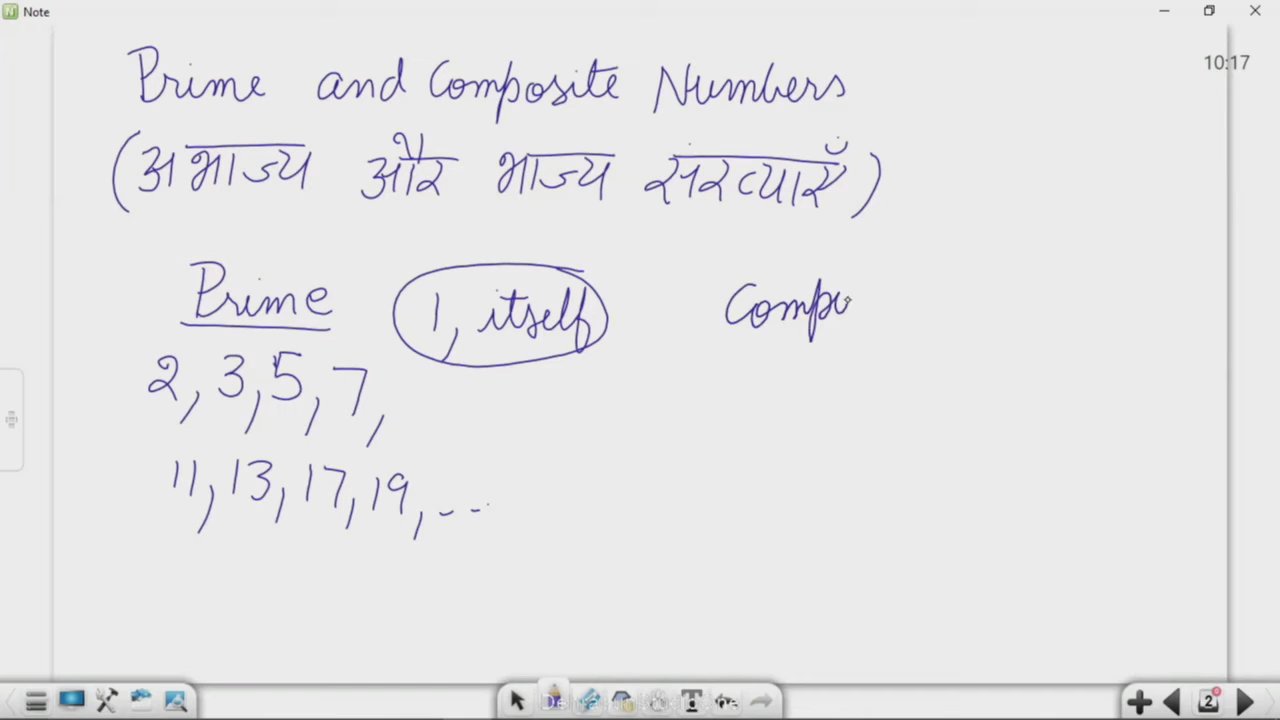 Note
10:17
Prime and Composite Numbers
(अभाज्य और भाज्य संख्याएँ)
Prime 1, itself Compo
2, 3, 5, 7,
11, 13, 17, 19, ...
2